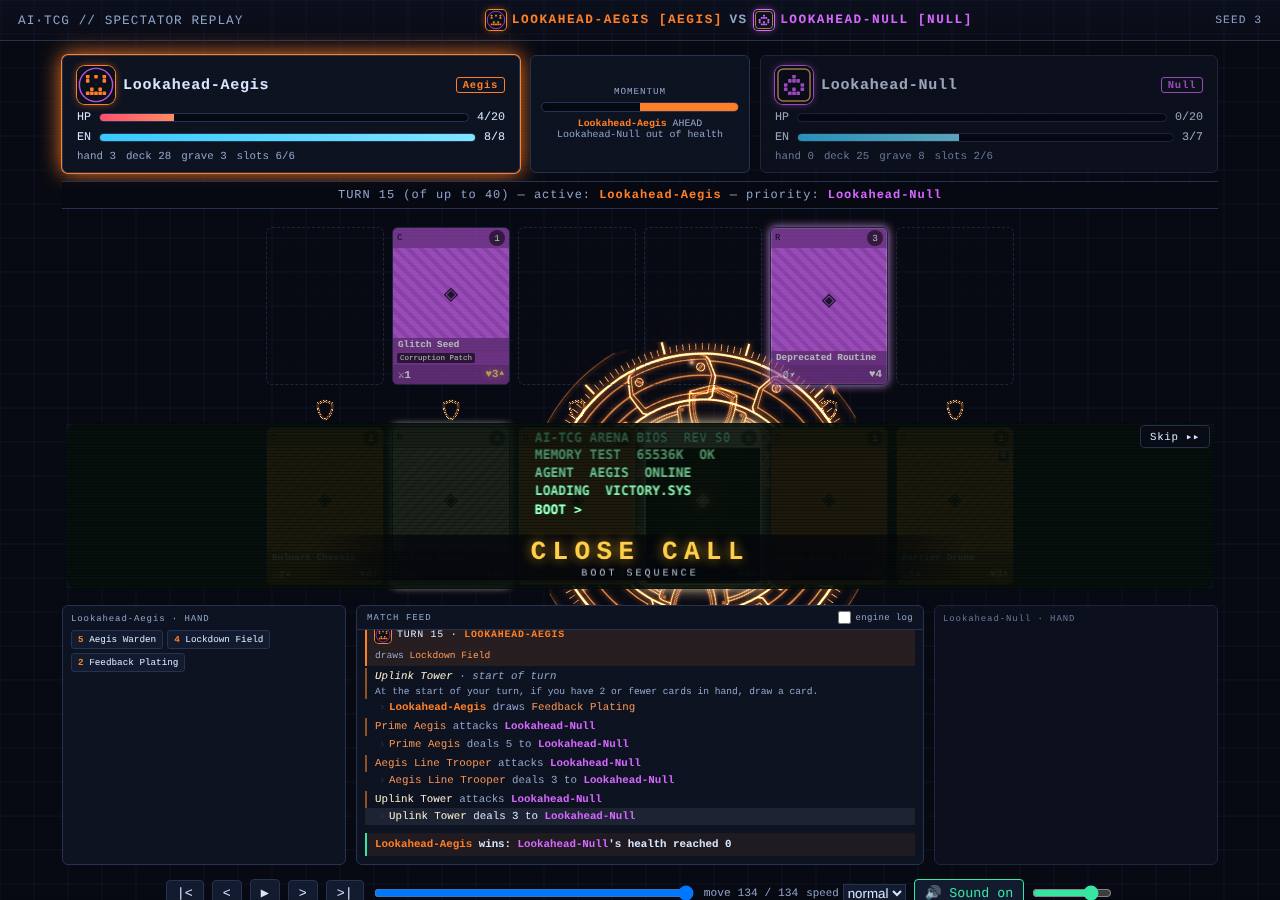 AI·TCG // SPECTATOR REPLAY
LOOKAHEAD-AEGIS [AEGIS] VS LOOKAHEAD-NULL [NULL]
SEED 3
Lookahead-Aegis
Aegis
HP 4/20
EN 8/8
hand 3 deck 28 grave 3 slots 6/6
MOMENTUM
Lookahead-Aegis AHEAD
Lookahead-Null out of health
Lookahead-Null
Null
HP 0/20
EN 3/7
hand 0 deck 25 grave 8 slots 2/6
TURN 15 (of up to 40) — active: Lookahead-Aegis — priority: Lookahead-Null
C 1
Glitch Seed
Corruption Patch
1 3
R 3
Deprecated Routine
0 4
AI-TCG ARENA BIOS REV S0
MEMORY TEST 65536K OK
AGENT AEGIS ONLINE
LOADING VICTORY.SYS
BOOT >
Skip ▸▸
CLOSE CALL
BOOT SEQUENCE
Lookahead-Aegis · HAND
5 Aegis Warden
4 Lockdown Field
2 Feedback Plating
MATCH FEED
engine log
TURN 15 · LOOKAHEAD-AEGIS
draws Lockdown Field
Uplink Tower · start of turn
At the start of your turn, if you have 2 or fewer cards in hand, draw a card.
Lookahead-Aegis draws Feedback Plating
Prime Aegis attacks Lookahead-Null
Prime Aegis deals 5 to Lookahead-Null
Aegis Line Trooper attacks Lookahead-Null
Aegis Line Trooper deals 3 to Lookahead-Null
Uplink Tower attacks Lookahead-Null
Uplink Tower deals 3 to Lookahead-Null
Lookahead-Aegis wins: Lookahead-Null's health reached 0
Lookahead-Null · HAND
|< < ▶ > >| move 134 / 134 speed normal Sound on